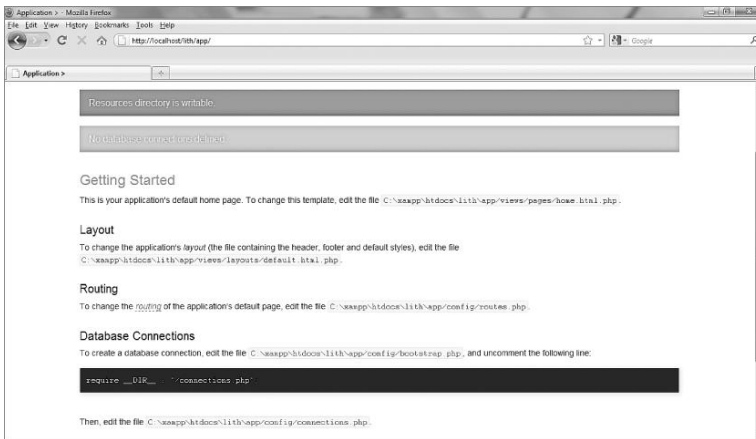 Application > - Mozilla Firefox
File Edit View History Bookmarks Tools Help
http://localhost/lith/app/
Google
Application >
Resources directory is writable.
No database connections defined.
Getting Started
This is your application's default home page. To change this template, edit the file C:\xampp\htdocs\lith\app/views/pages/home.html.php.
Layout
To change the application's layout (the file containing the header, footer and default styles), edit the file
C:\xampp\htdocs\lith\app/views/layouts/default.html.php.
Routing
To change the routing of the application's default page, edit the file C:\xampp\htdocs\lith\app/config/routes.php.
Database Connections
To create a database connection, edit the file C:\xampp\htdocs\lith\app/config/bootstrap.php, and uncomment the following line:
require __DIR__ . '/connections.php'
Then, edit the file C:\xampp\htdocs\lith\app/config/connections.php.